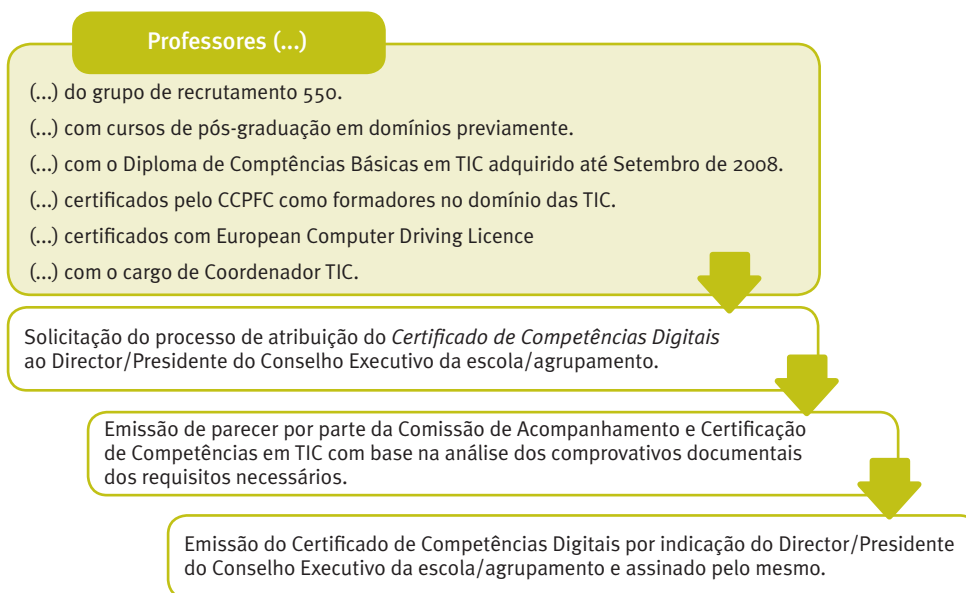 Professores (...)
(...) do grupo de recrutamento 550.
(...) com cursos de pós-graduação em domínios previamente.
(...) com o Diploma de Comptências Básicas em TIC adquirido até Setembro de 2008.
(...) certificados pelo CCPFC como formadores no domínio das TIC.
(...) certificados com European Computer Driving Licence
(...) com o cargo de Coordenador TIC.
Solicitação do processo de atribuição do Certificado de Competências Digitais
ao Director/Presidente do Conselho Executivo da escola/agrupamento.
Emissão de parecer por parte da Comissão de Acompanhamento e Certificação
de Competências em TIC com base na análise dos comprovativos documentais
dos requisitos necessários.
Emissão do Certificado de Competências Digitais por indicação do Director/Presidente
do Conselho Executivo da escola/agrupamento e assinado pelo mesmo.